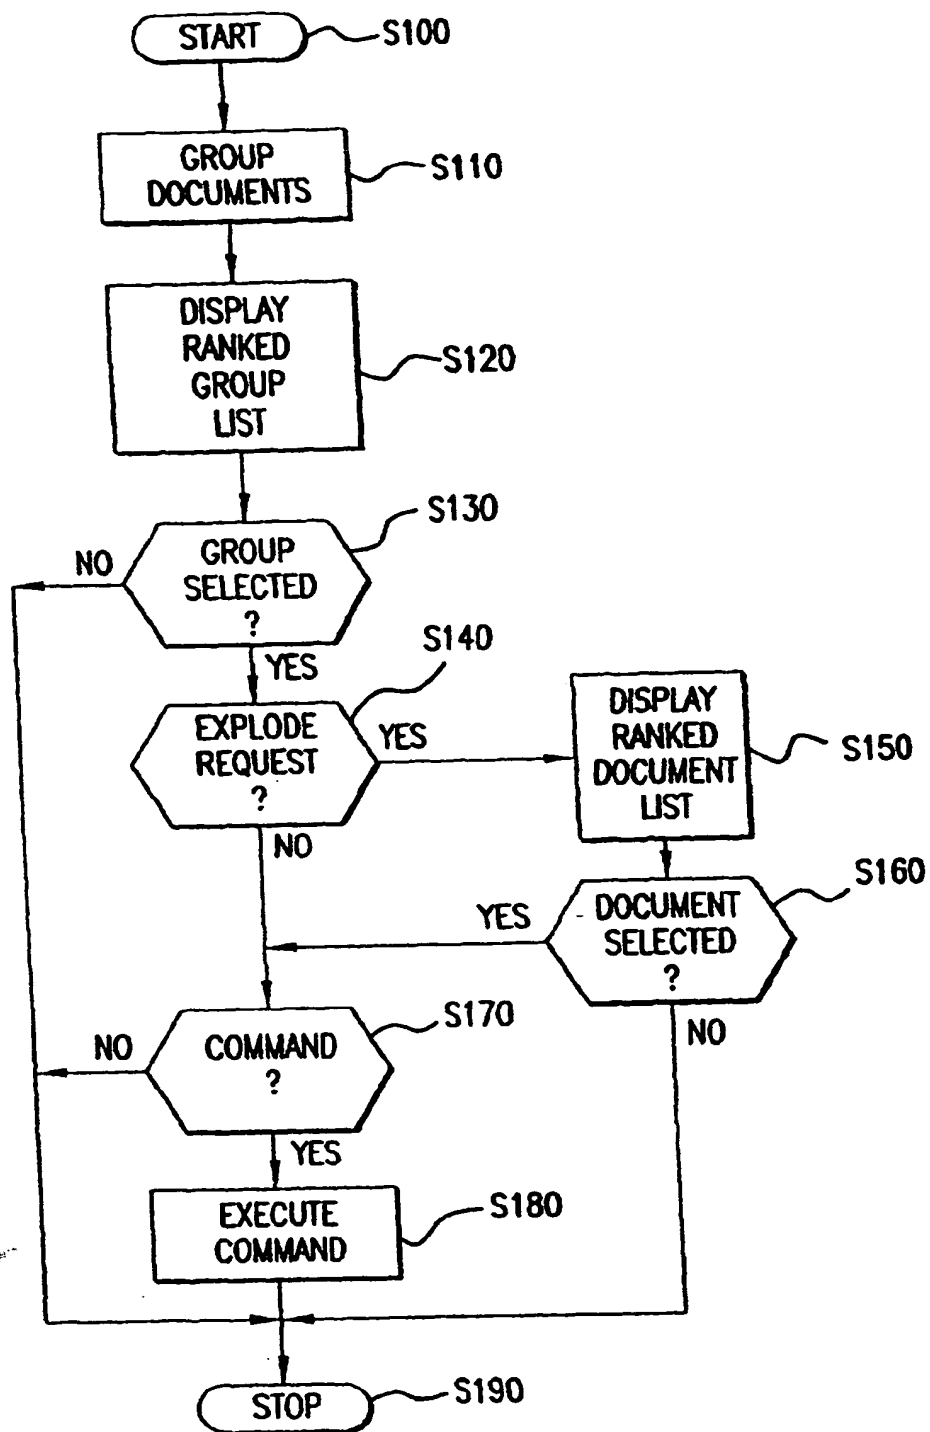 START
S100
GROUP
DOCUMENTS
S110
DISPLAY
RANKED
GROUP
LIST
S120
S130
GROUP
SELECTED
?
NO
YES
S140
EXPLODE
REQUEST
?
YES
NO
DISPLAY
RANKED
DOCUMENT
LIST
S150
S160
DOCUMENT
SELECTED
?
YES
NO
S170
COMMAND
?
NO
YES
EXECUTE
COMMAND
S180
STOP
S190